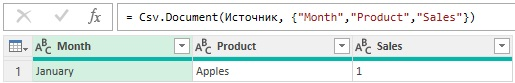 fx = Csv.Document(Источник, {"Month","Product","Sales"})
ABC Month ABC Product ABC Sales
1 January Apples 1